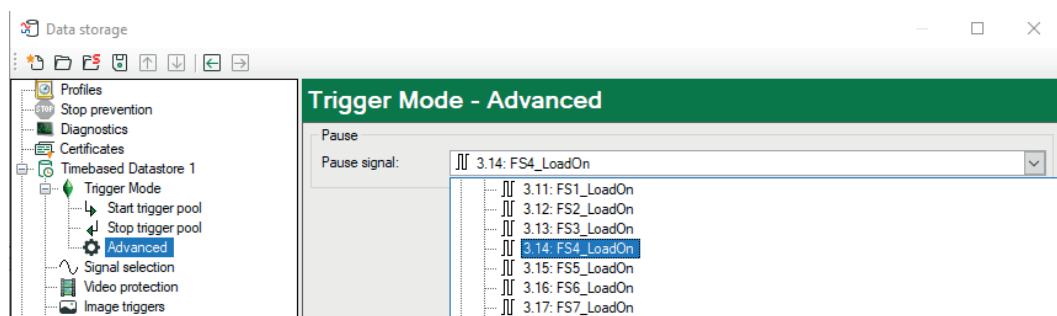 Data storage
Profiles
STOP Stop prevention
Diagnostics
Certificates
Timebased Datastore 1
Trigger Mode
Start trigger pool
Stop trigger pool
Advanced
Signal selection
Video protection
Image triggers
Trigger Mode - Advanced
Pause
Pause signal: 3.14: FS4_LoadOn
3.11: FS1_LoadOn
3.12: FS2_LoadOn
3.13: FS3_LoadOn
3.14: FS4_LoadOn
3.15: FS5_LoadOn
3.16: FS6_LoadOn
3.17: FS7_LoadOn